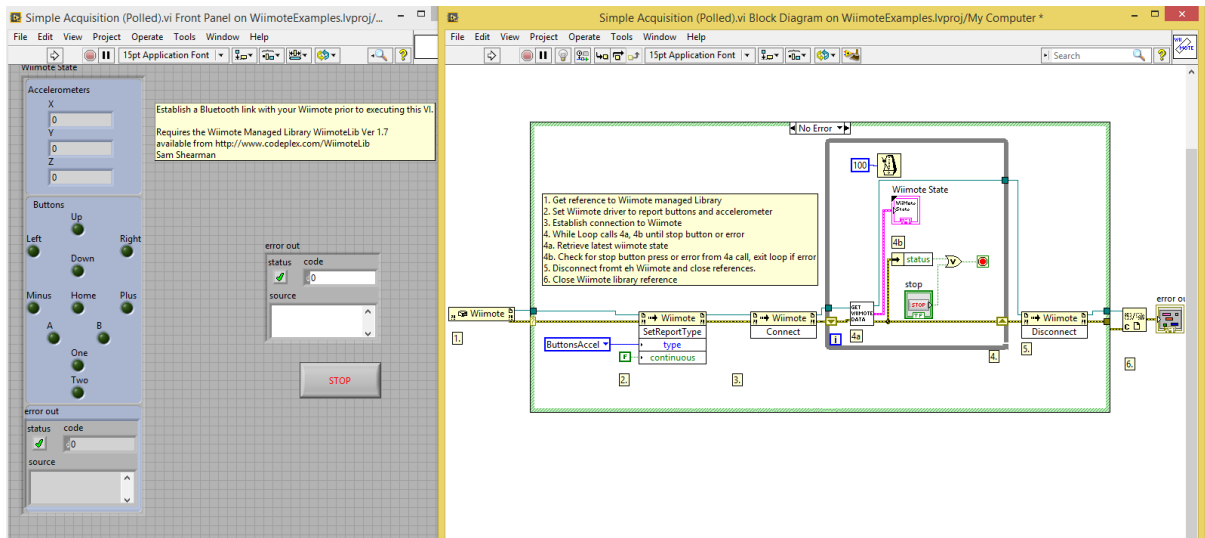 Simple Acquisition (Polled).vi Front Panel on WiimoteExamples.lvproj/...
File Edit View Project Operate Tools Window Help
15pt Application Font
Wiimote State
Accelerometers
X
0
Y
0
Z
0
Establish a Bluetooth link with your Wiimote prior to executing this VI.
Requires the Wiimote Managed Library WiimoteLib Ver 1.7
available from http://www.codeplex.com/WiimoteLib
Sam Shearman
Buttons
Up
Left Right
Down
Minus Home Plus
A B
One
Two
error out
status code
0
source
error out
status code
0
source
STOP
Simple Acquisition (Polled).vi Block Diagram on WiimoteExamples.lvproj/My Computer *
File Edit View Project Operate Tools Window Help
15pt Application Font
Search
No Error
100
Wiimote State
1. Get reference to Wiimote managed Library
2. Set Wiimote driver to report buttons and accelerometer
3. Establish connection to Wiimote
4. While Loop calls 4a, 4b until stop button or error
4a. Retrieve latest wiimote state
4b. Check for stop button press or error from 4a call, exit loop if error
5. Disconnect fromt eh Wiimote and close references.
6. Close Wiimote library reference
4b
status
stop
STOP
TF
Wiimote
1.
Wiimote
SetReportType
type
continuous
ButtonsAccel
F
2.
Wiimote
Connect
3.
GET
WIIMOTE
DATA
4a
i
4.
Wiimote
Disconnect
5.
error ou
6.